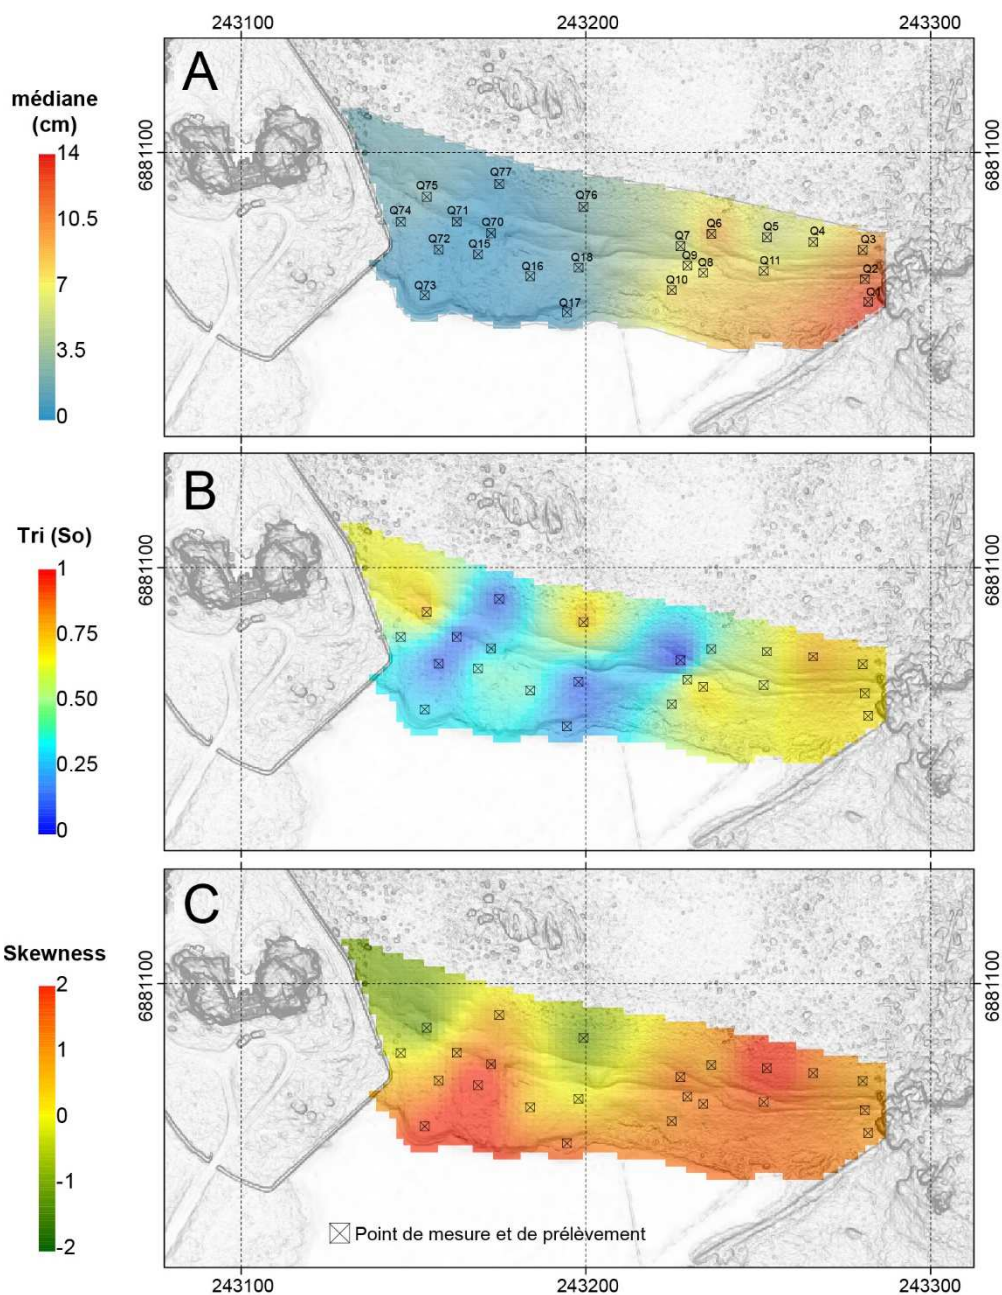 243100 243200 243300
A
médiane
(cm)
14
10.5
7
3.5
0
6881100
6881100
Q77
Q75
Q76
Q74
Q71
Q70
Q72
Q15
Q16
Q18
Q73
Q17
Q7
Q6
Q5
Q4
Q3
Q9
Q8
Q11
Q10
Q2
Q1
B
Tri (So)
1
0.75
0.50
0.25
0
6881100
6881100
C
Skewness
2
1
0
-1
-2
6881100
6881100
Point de mesure et de prélèvement
243100 243200 243300